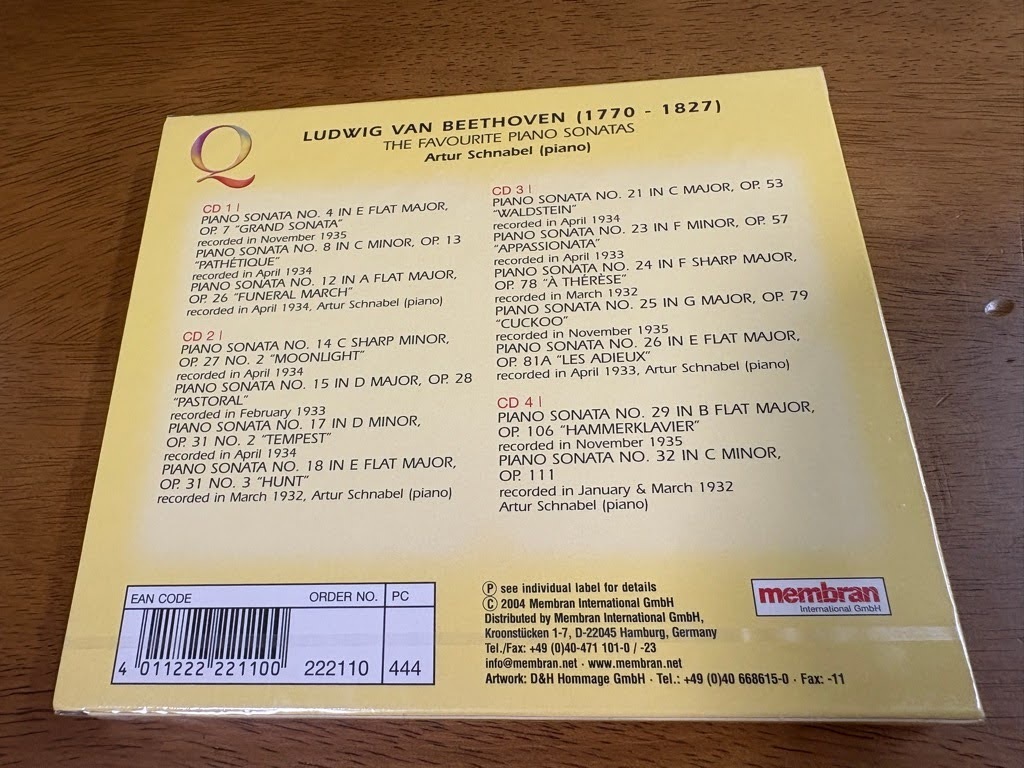 Q
LUDWIG VAN BEETHOVEN (1770 - 1827)
THE FAVOURITE PIANO SONATAS
Artur Schnabel (piano)
CD 1 |
PIANO SONATA NO. 4 IN E FLAT MAJOR,
OP. 7 "GRAND SONATA"
recorded in November 1935
PIANO SONATA NO. 8 IN C MINOR, OP. 13
"PATHÉTIQUE"
recorded in April 1934
PIANO SONATA NO. 12 IN A FLAT MAJOR,
OP. 26 "FUNERAL MARCH"
recorded in April 1934, Artur Schnabel (piano)
CD 2 |
PIANO SONATA NO. 14 C SHARP MINOR,
OP. 27 NO. 2 "MOONLIGHT"
recorded in April 1934
PIANO SONATA NO. 15 IN D MAJOR, OP. 28
"PASTORAL"
recorded in February 1933
PIANO SONATA NO. 17 IN D MINOR,
OP. 31 NO. 2 "TEMPEST"
recorded in April 1934
PIANO SONATA NO. 18 IN E FLAT MAJOR,
OP. 31 NO. 3 "HUNT"
recorded in March 1932, Artur Schnabel (piano)
CD 3 |
PIANO SONATA NO. 21 IN C MAJOR, OP. 53
"WALDSTEIN"
recorded in April 1934
PIANO SONATA NO. 23 IN F MINOR, OP. 57
"APPASSIONATA"
recorded in April 1933
PIANO SONATA NO. 24 IN F SHARP MAJOR,
OP. 78 "À THÉRÈSE"
recorded in March 1932
PIANO SONATA NO. 25 IN G MAJOR, OP. 79
"CUCKOO"
recorded in November 1935
PIANO SONATA NO. 26 IN E FLAT MAJOR,
OP. 81A "LES ADIEUX"
recorded in April 1933, Artur Schnabel (piano)
CD 4 |
PIANO SONATA NO. 29 IN B FLAT MAJOR,
OP. 106 "HAMMERKLAVIER"
recorded in November 1935
PIANO SONATA NO. 32 IN C MINOR,
OP. 111
recorded in January & March 1932
Artur Schnabel (piano)
EAN CODE ORDER NO. PC
4 011222 221100 222110 444
Ⓟ see individual label for details
© 2004 Membran International GmbH
Distributed by Membran International GmbH,
Kroonstücken 1-7, D-22045 Hamburg, Germany
Tel./Fax: +49 (0)40-471 101-0 / -23
info@membran.net · www.membran.net
Artwork: D&H Hommage GmbH · Tel.: +49 (0)40 668615-0 · Fax: -11
membran
International GmbH